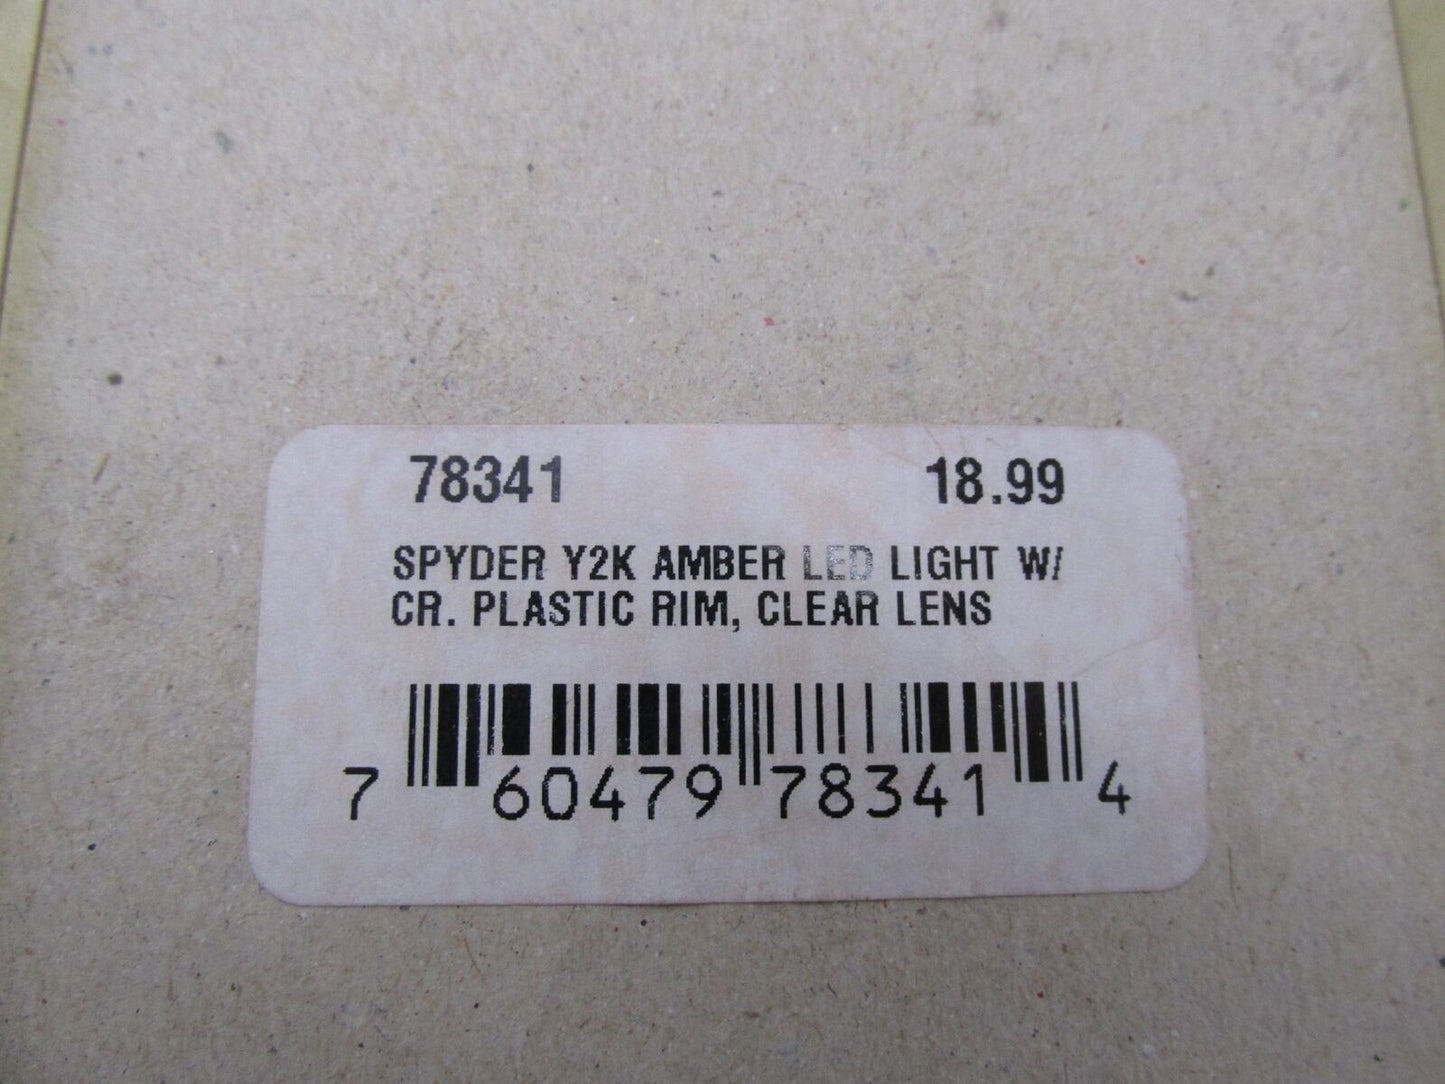 78341 18.99
SPYDER Y2K AMBER LED LIGHT W/
CR. PLASTIC RIM, CLEAR LENS
7 60479 78341 4